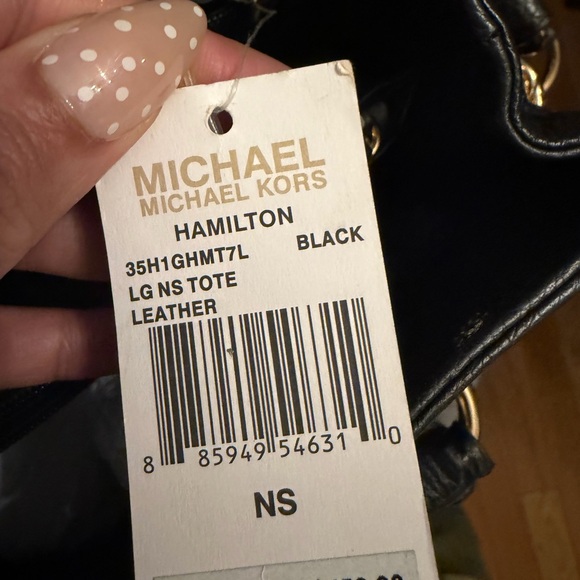 MICHAEL
MICHAEL KORS
HAMILTON
35H1GHMT7L BLACK
LG NS TOTE
LEATHER
8 85949 54631 0
NS